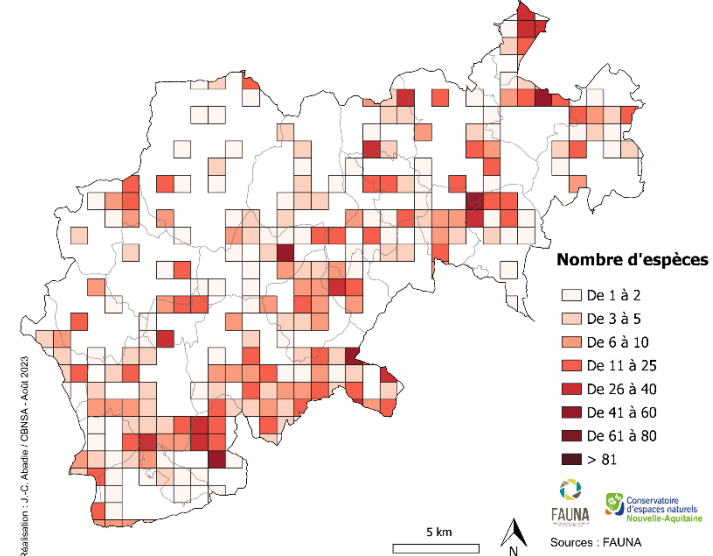 Nombre d'espèces
De 1 à 2
De 3 à 5
De 6 à 10
De 11 à 25
De 26 à 40
De 41 à 60
De 61 à 80
> 81
FAUNA
Conservatoire
d'espaces naturels
Nouvelle-Aquitaine
5 km
N
Sources : FAUNA
Réalisation : J.-C. Abadie / CBNSA - Août 2023